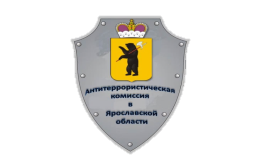 Антитеррористическая
комиссия
в
Ярославской
области